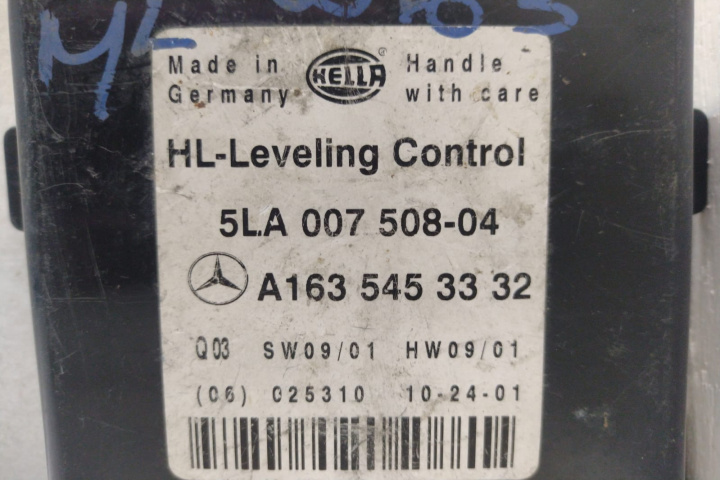 ML
Made in Germany
HELLA
®
Handle with care
HL-Leveling Control
5LA 007 508-04
A163 545 33 32
Q03 SW09/01 HW09/01
(06) 025310 10-24-01